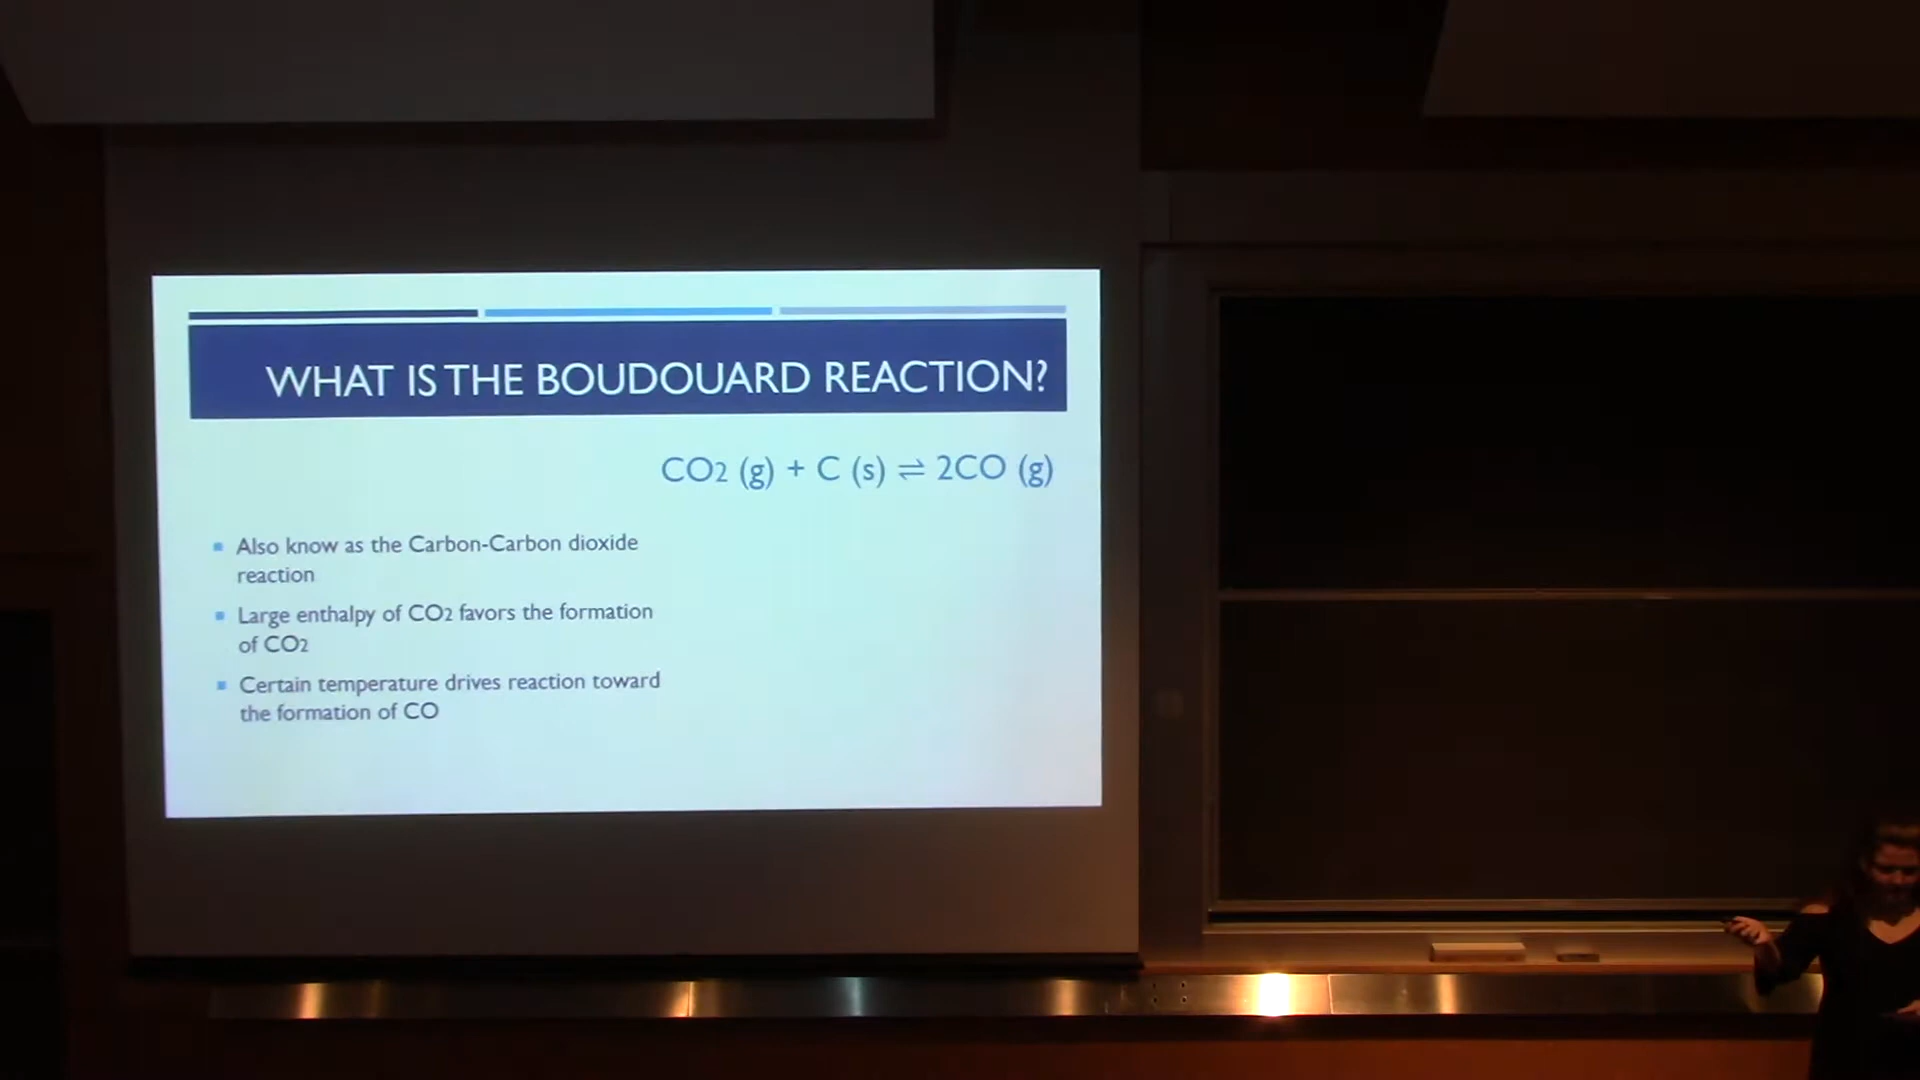 WHAT IS THE BOUDOUARD REACTION?
CO2 (g) + C (s) ⇌ 2CO (g)
Also know as the Carbon-Carbon dioxide
reaction
Large enthalpy of CO2 favors the formation
of CO2
Certain temperature drives reaction toward
the formation of CO